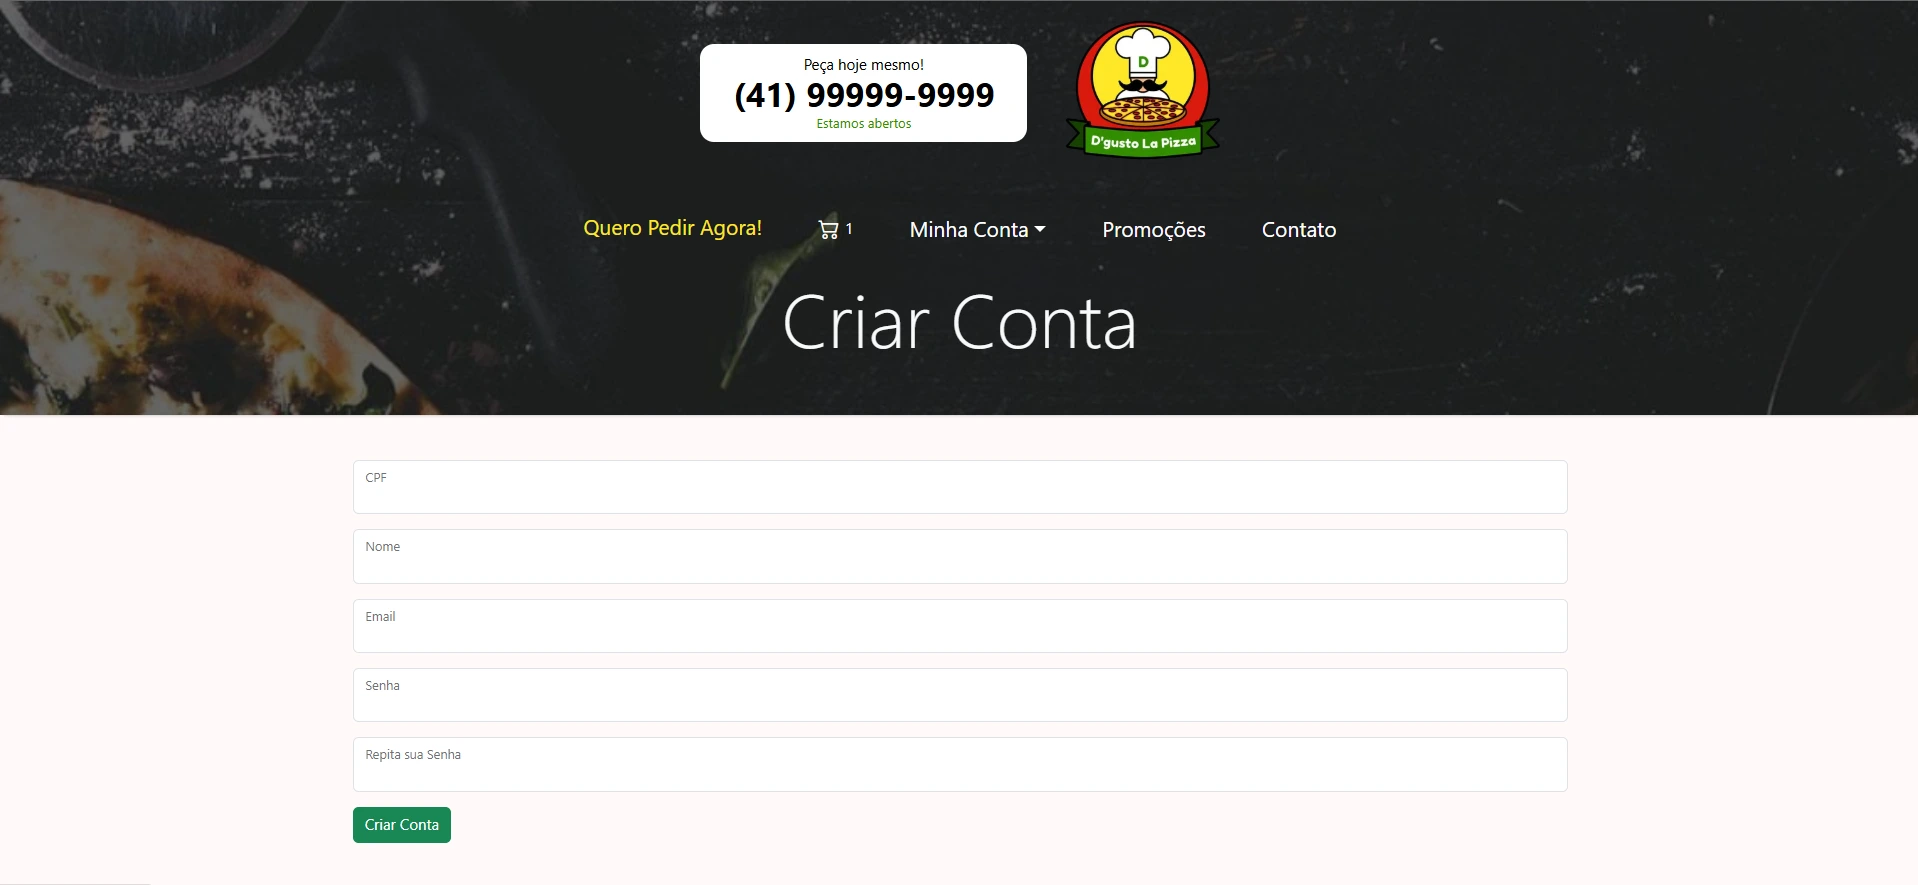 Peça hoje mesmo!
(41) 99999-9999
Estamos abertos
D
D'gusto La Pizza
Quero Pedir Agora!
1
Minha Conta
Promoções
Contato
Criar Conta
CPF
Nome
Email
Senha
Repita sua Senha
Criar Conta